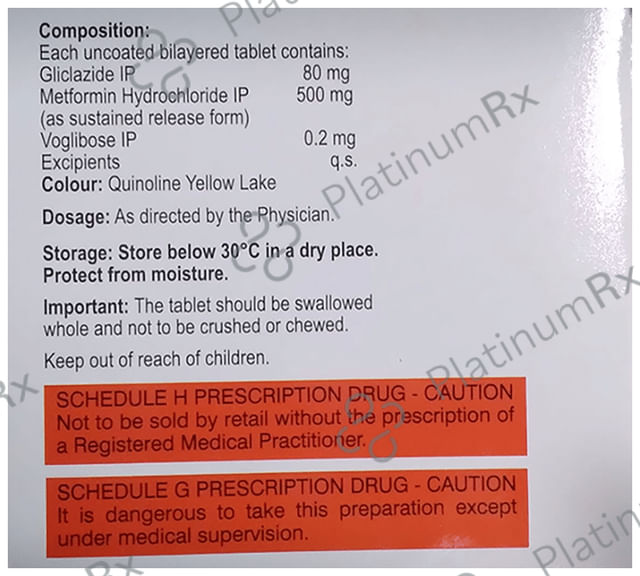 Composition:
Each uncoated bilayered tablet contains:
Gliclazide IP 80 mg
Metformin Hydrochloride IP 500 mg
(as sustained release form)
Voglibose IP 0.2 mg
Excipients q.s.
Colour: Quinoline Yellow Lake
Dosage: As directed by the Physician.
Storage: Store below 30°C in a dry place.
Protect from moisture.
Important: The tablet should be swallowed
whole and not to be crushed or chewed.
Keep out of reach of children.
SCHEDULE H PRESCRIPTION DRUG - CAUTION
Not to be sold by retail without the prescription of
a Registered Medical Practitioner.
SCHEDULE G PRESCRIPTION DRUG - CAUTION
It is dangerous to take this preparation except
under medical supervision.
PlatinumRx
PlatinumRx
Platin
Pla
Rx
Rx